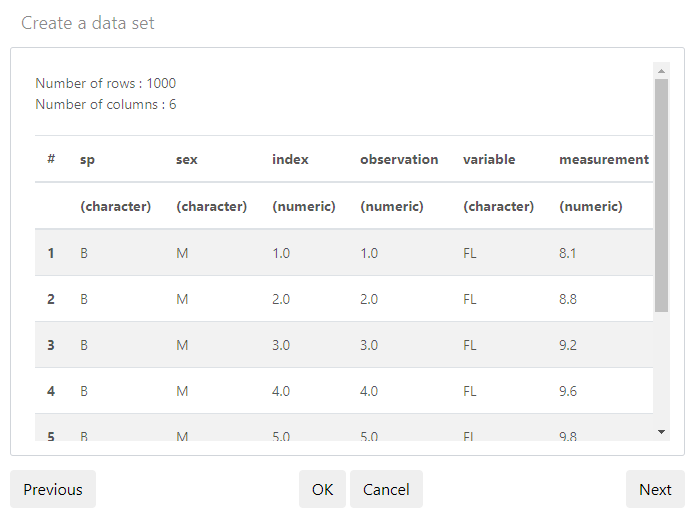 Create a data set
Number of rows : 1000
Number of columns : 6
# sp sex index observation variable measurement
(character) (character) (numeric) (numeric) (character) (numeric)
1 B M 1.0 1.0 FL 8.1
2 B M 2.0 2.0 FL 8.8
3 B M 3.0 3.0 FL 9.2
4 B M 4.0 4.0 FL 9.6
5 B M 5.0 5.0 FL 9.8
Previous OK Cancel Next